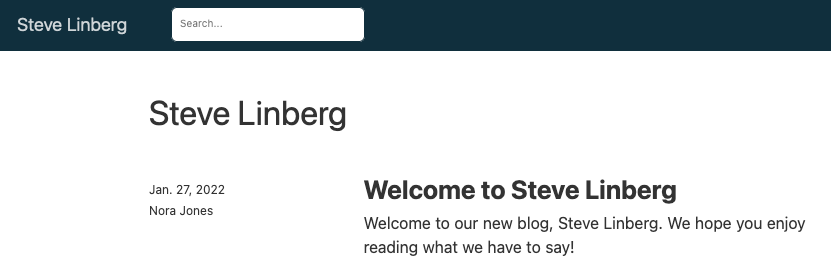 Steve Linberg
Search...
Steve Linberg
Jan. 27, 2022
Nora Jones
Welcome to Steve Linberg
Welcome to our new blog, Steve Linberg. We hope you enjoy
reading what we have to say!